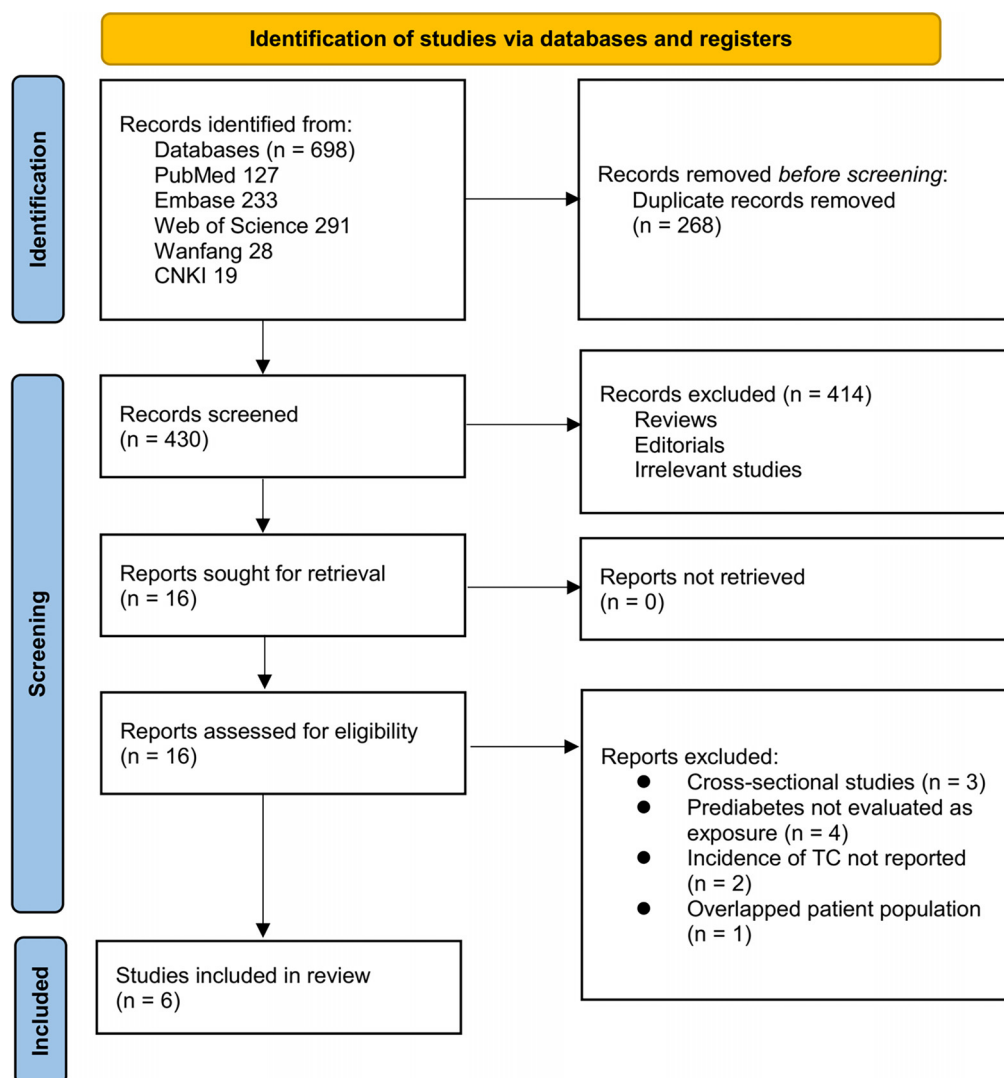 Identification of studies via databases and registers
Identification
Records identified from:
Databases (n = 698)
PubMed 127
Embase 233
Web of Science 291
Wanfang 28
CNKI 19
Records removed before screening:
Duplicate records removed
(n = 268)
Screening
Records screened
(n = 430)
Records excluded (n = 414)
Reviews
Editorials
Irrelevant studies
Reports sought for retrieval
(n = 16)
Reports not retrieved
(n = 0)
Reports assessed for eligibility
(n = 16)
Reports excluded:
● Cross-sectional studies (n = 3)
● Prediabetes not evaluated as
exposure (n = 4)
● Incidence of TC not reported
(n = 2)
● Overlapped patient population
(n = 1)
Included
Studies included in review
(n = 6)